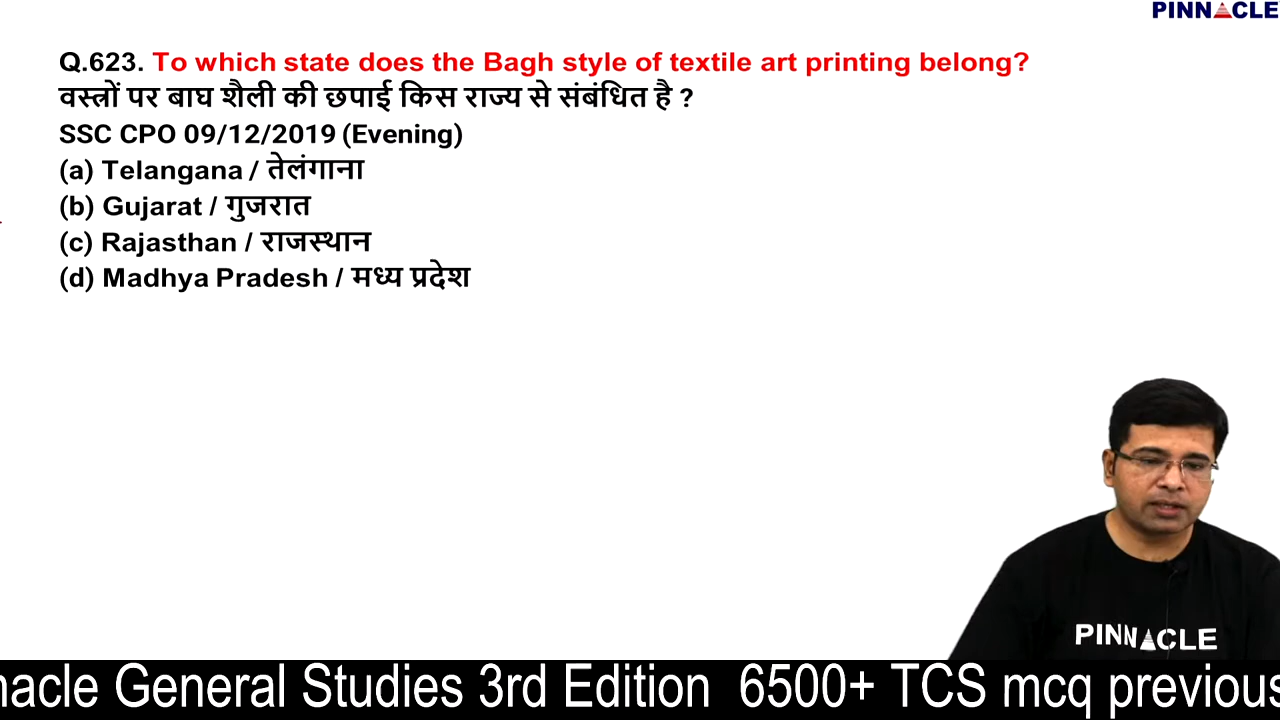 PINNACLE
Q.623. To which state does the Bagh style of textile art printing belong?
वस्त्रों पर बाघ शैली की छपाई किस राज्य से संबंधित है ?
SSC CPO 09/12/2019 (Evening)
(a) Telangana / तेलंगाना
(b) Gujarat / गुजरात
(c) Rajasthan / राजस्थान
(d) Madhya Pradesh / मध्य प्रदेश
PINNACLE
nacle General Studies 3rd Edition 6500+ TCS mcq previous